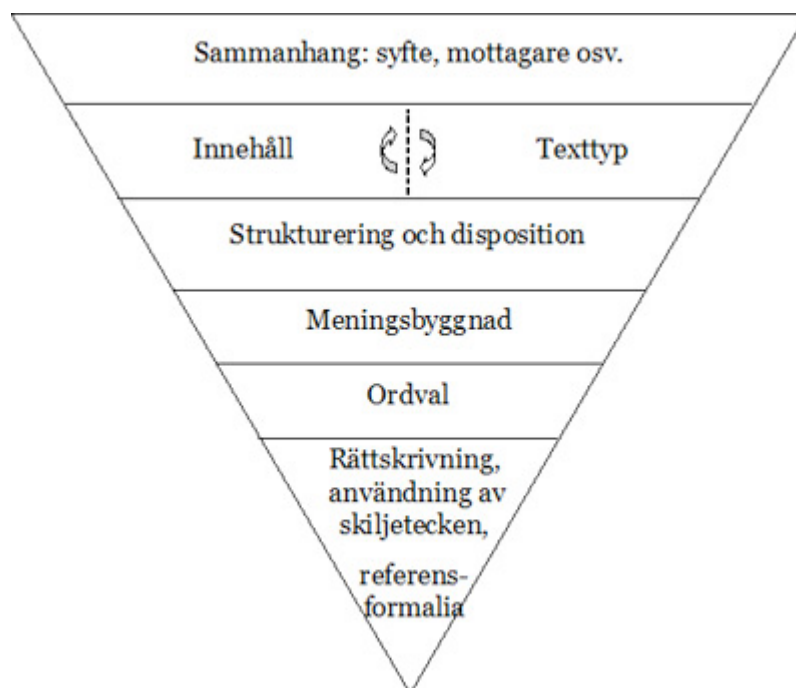 Sammanhang: syfte, mottagare osv.
Innehåll
Texttyp
Strukturering och disposition
Meningsbyggnad
Ordval
Rättskrivning,
användning av
skiljetecken,
referens-
formalia